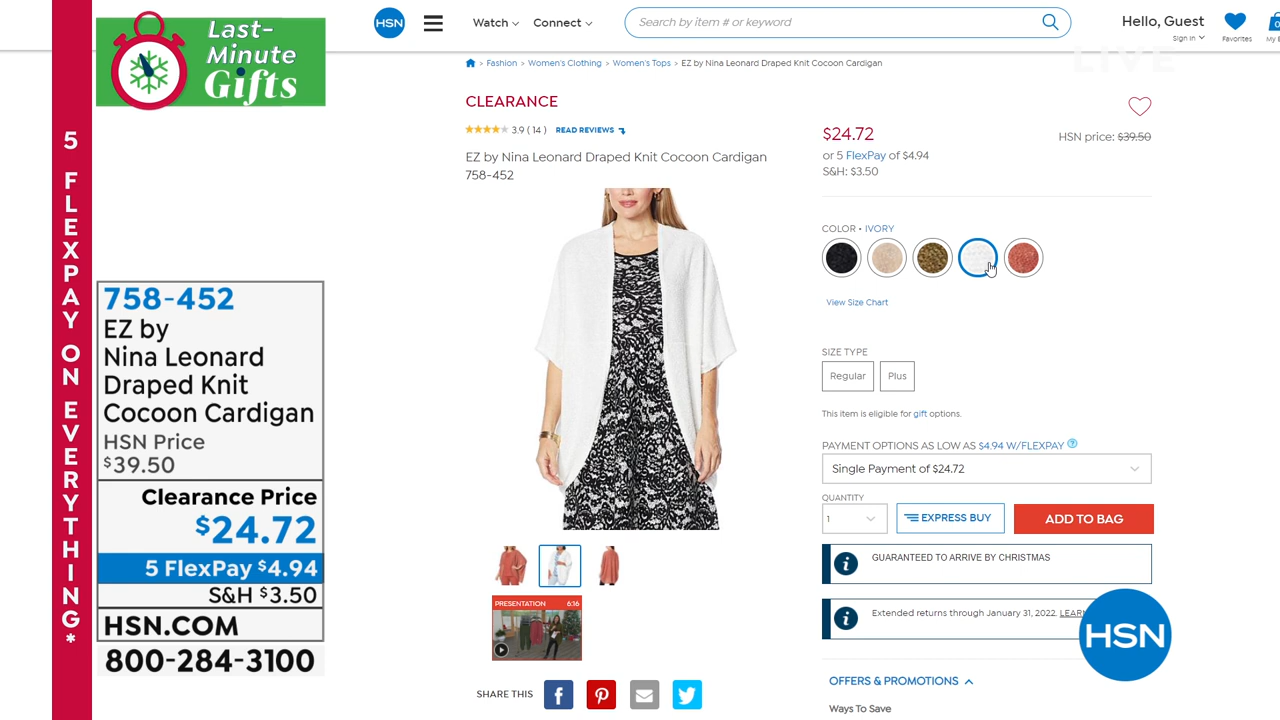 5 FLEXPAY ON EVERYTHING*
Last-
Minute
Gifts
758-452
EZ by
Nina Leonard
Draped Knit
Cocoon Cardigan
HSN Price
$39.50
Clearance Price
$24.72
5 FlexPay $4.94
S&H $3.50
HSN.COM
800-284-3100
HSN
Watch
Connect
Search by item # or keyword
Hello, Guest
Sign In
Favorites
LIVE
> Fashion > Women's Clothing > Women's Tops > EZ by Nina Leonard Draped Knit Cocoon Cardigan
CLEARANCE
3.9 ( 14 ) READ REVIEWS
EZ by Nina Leonard Draped Knit Cocoon Cardigan
758-452
PRESENTATION 6:16
SHARE THIS
$24.72
HSN price: $39.50
or 5 FlexPay of $4.94
S&H: $3.50
COLOR • IVORY
View Size Chart
SIZE TYPE
Regular Plus
This item is eligible for gift options.
PAYMENT OPTIONS AS LOW AS $4.94 W/FLEXPAY ?
Single Payment of $24.72
QUANTITY
1
EXPRESS BUY
ADD TO BAG
GUARANTEED TO ARRIVE BY CHRISTMAS
Extended returns through January 31, 2022.
HSN
OFFERS & PROMOTIONS
Ways To Save